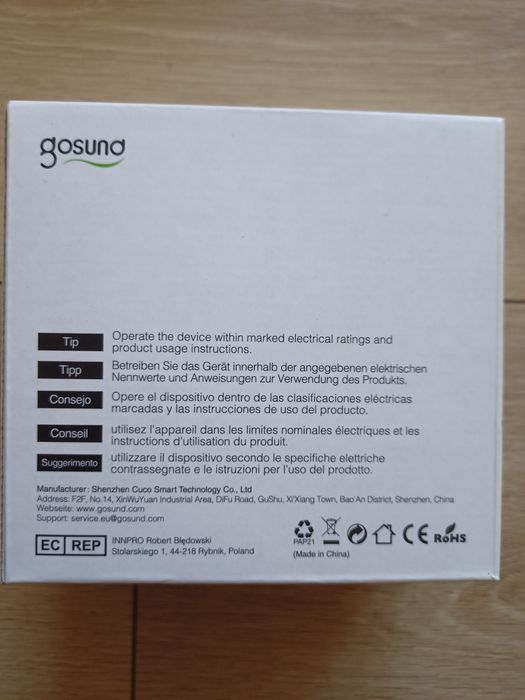 gosund
Tip
Operate the device within marked electrical ratings and
product usage instructions.
Tipp
Betreiben Sie das Gerät innerhalb der angegebenen elektrischen
Nennwerte und Anweisungen zur Verwendung des Produkts.
Consejo
Opere el dispositivo dentro de las clasificaciones eléctricas
marcadas y las instrucciones de uso del producto.
Conseil
utilisez l'appareil dans les limites nominales électriques et les
instructions d'utilisation du produit.
Suggerimento
utilizzare il dispositivo secondo le specifiche elettriche
contrassegnate e le istruzioni per l'uso del prodotto.
Manufacturer: Shenzhen Cuco Smart Technology Co., Ltd
Address: F2F, No.14, XinWuYuan Industrial Area, DiFu Road, GuShu, Xi'Xiang Town, Bao'An District, Shenzhen, China
Webseite: www.gosund.com
Support: service.eu@gosund.com
EC REP
INNPRO Robert Błędowski
Stolarskiego 1, 44-218 Rybnik, Poland
PAP21
CE
RoHS
(Made in China)